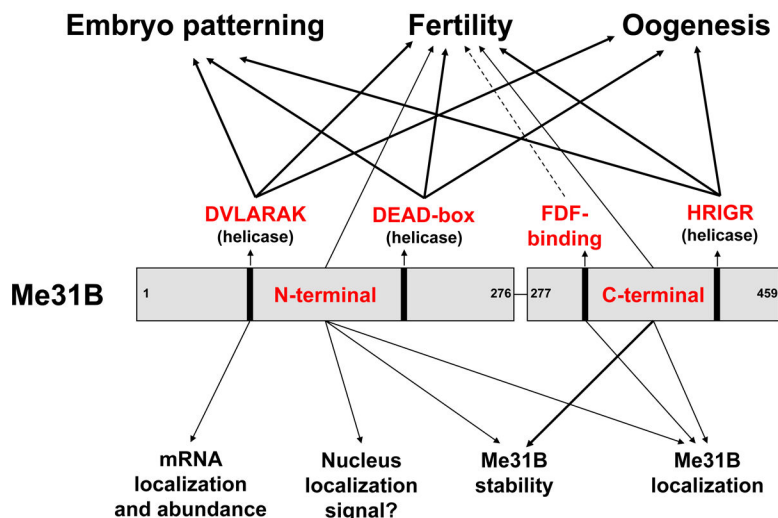 Embryo patterning Fertility Oogenesis
DVLARAK DEAD-box FDF- HRIGR
(helicase) (helicase) binding (helicase)
Me31B 1 N-terminal 276 277 C-terminal 459
mRNA Nucleus Me31B Me31B
localization localization stability localization
and abundance signal?